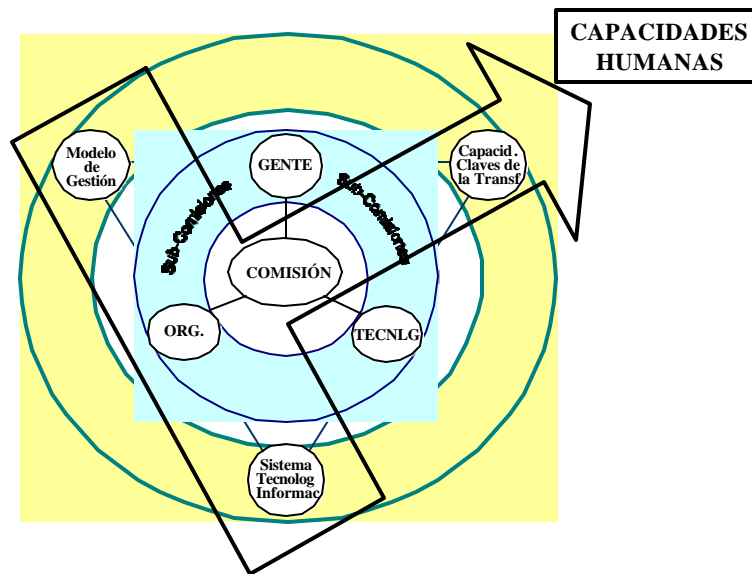 CAPACIDADES
HUMANAS
Modelo
de
Gestión
GENTE
Capacid.
Claves de
la Transf
Sub-Comisiones
Sub-Comisiones
COMISIÓN
ORG.
TECNLG
Sistema
Tecnolog
Informac